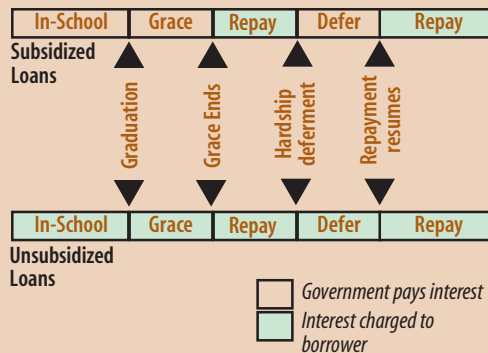 In-School Grace Repay Defer Repay
Subsidized
Loans
Graduation
Grace Ends
Hardship
deferment
Repayment
resumes
In-School Grace Repay Defer Repay
Unsubsidized
Loans
Government pays interest
Interest charged to
borrower